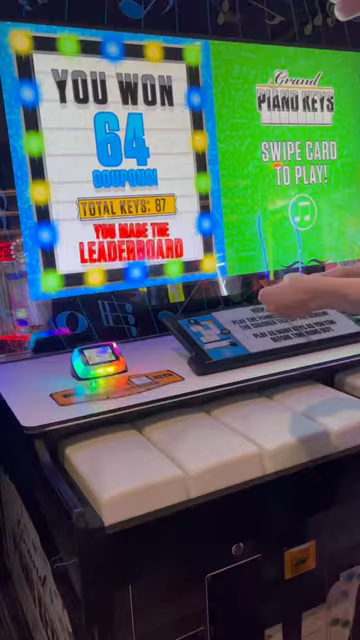 YOU WON
64
COUPONS!
TOTAL KEYS: 87
YOU MADE THE
LEADERBOARD
Grand
PIANO KEYS
SWIPE CARD
TO PLAY!